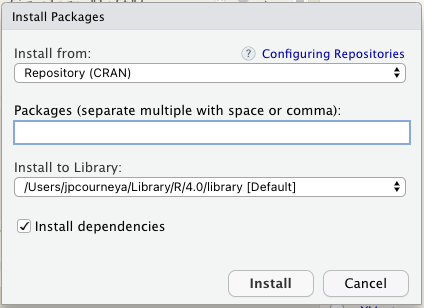 Install Packages
Install from:
? Configuring Repositories
Repository (CRAN)
Packages (separate multiple with space or comma):
Install to Library:
/Users/jpcourneya/Library/R/4.0/library [Default]
Install dependencies
Install
Cancel